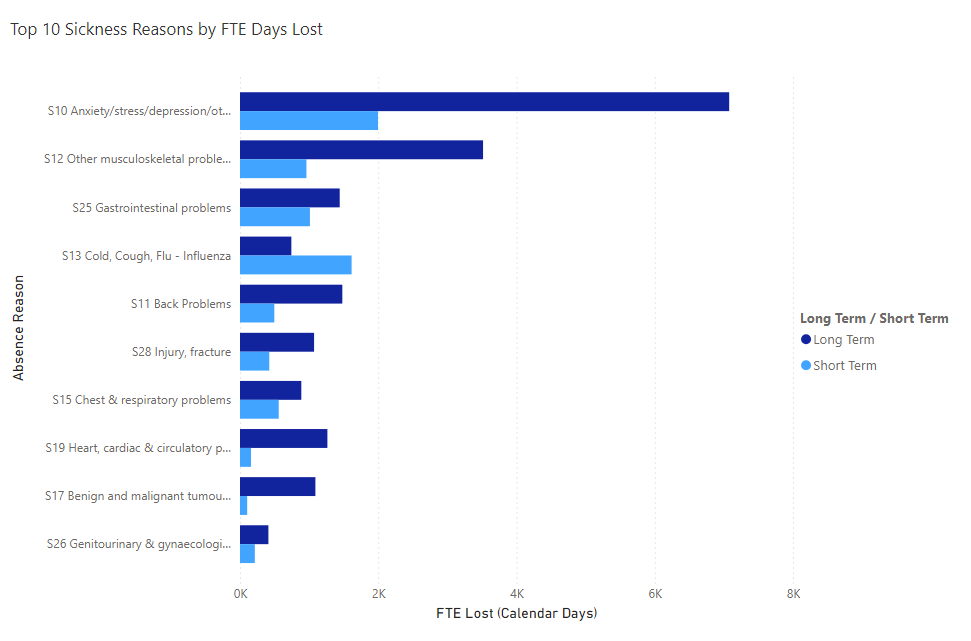 Top 10 Sickness Reasons by FTE Days Lost
S10 Anxiety/stress/depression/ot...
S12 Other musculoskeletal proble...
S25 Gastrointestinal problems
S13 Cold, Cough, Flu - Influenza
S11 Back Problems
S28 Injury, fracture
S15 Chest & respiratory problems
S19 Heart, cardiac & circulatory p...
S17 Benign and malignant tumou...
S26 Genitourinary & gynaecologi...
Absence Reason
0K 2K 4K 6K 8K
FTE Lost (Calendar Days)
Long Term / Short Term
Long Term
Short Term